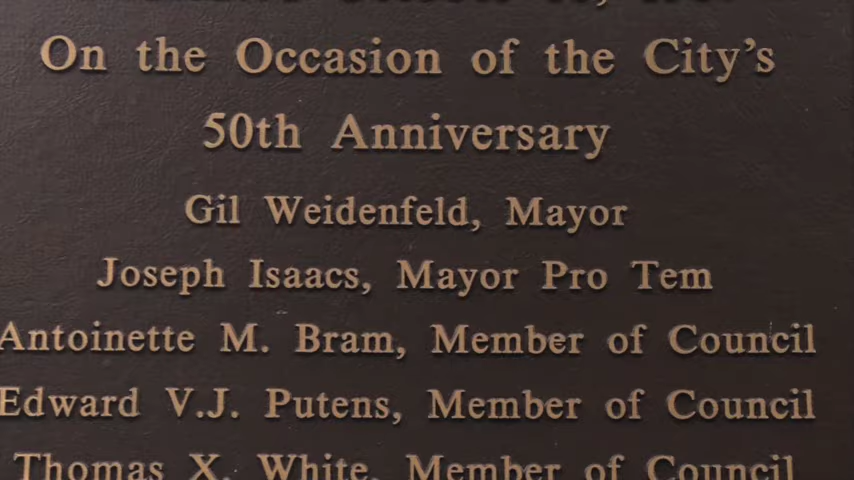 On the Occasion of the City's
50th Anniversary
Gil Weidenfeld, Mayor
Joseph Isaacs, Mayor Pro Tem
Antoinette M. Bram, Member of Council
Edward V.J. Putens, Member of Council
Thomas X. White, Member of Council